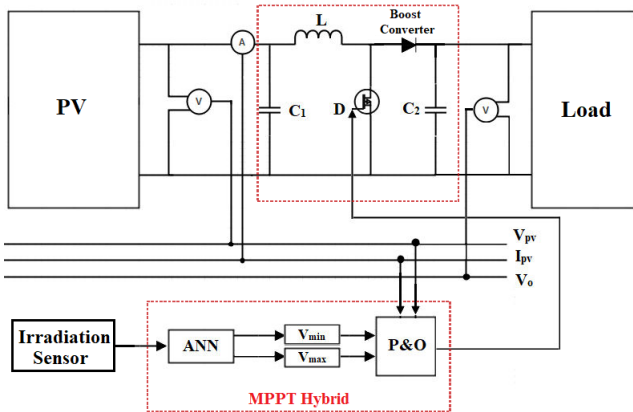 Boost
Converter
L
A
PV
V
C1
D
C2
V
Load
Vpv
Ipv
Vo
Irradiation
Sensor
ANN
Vmin
Vmax
P&O
MPPT Hybrid